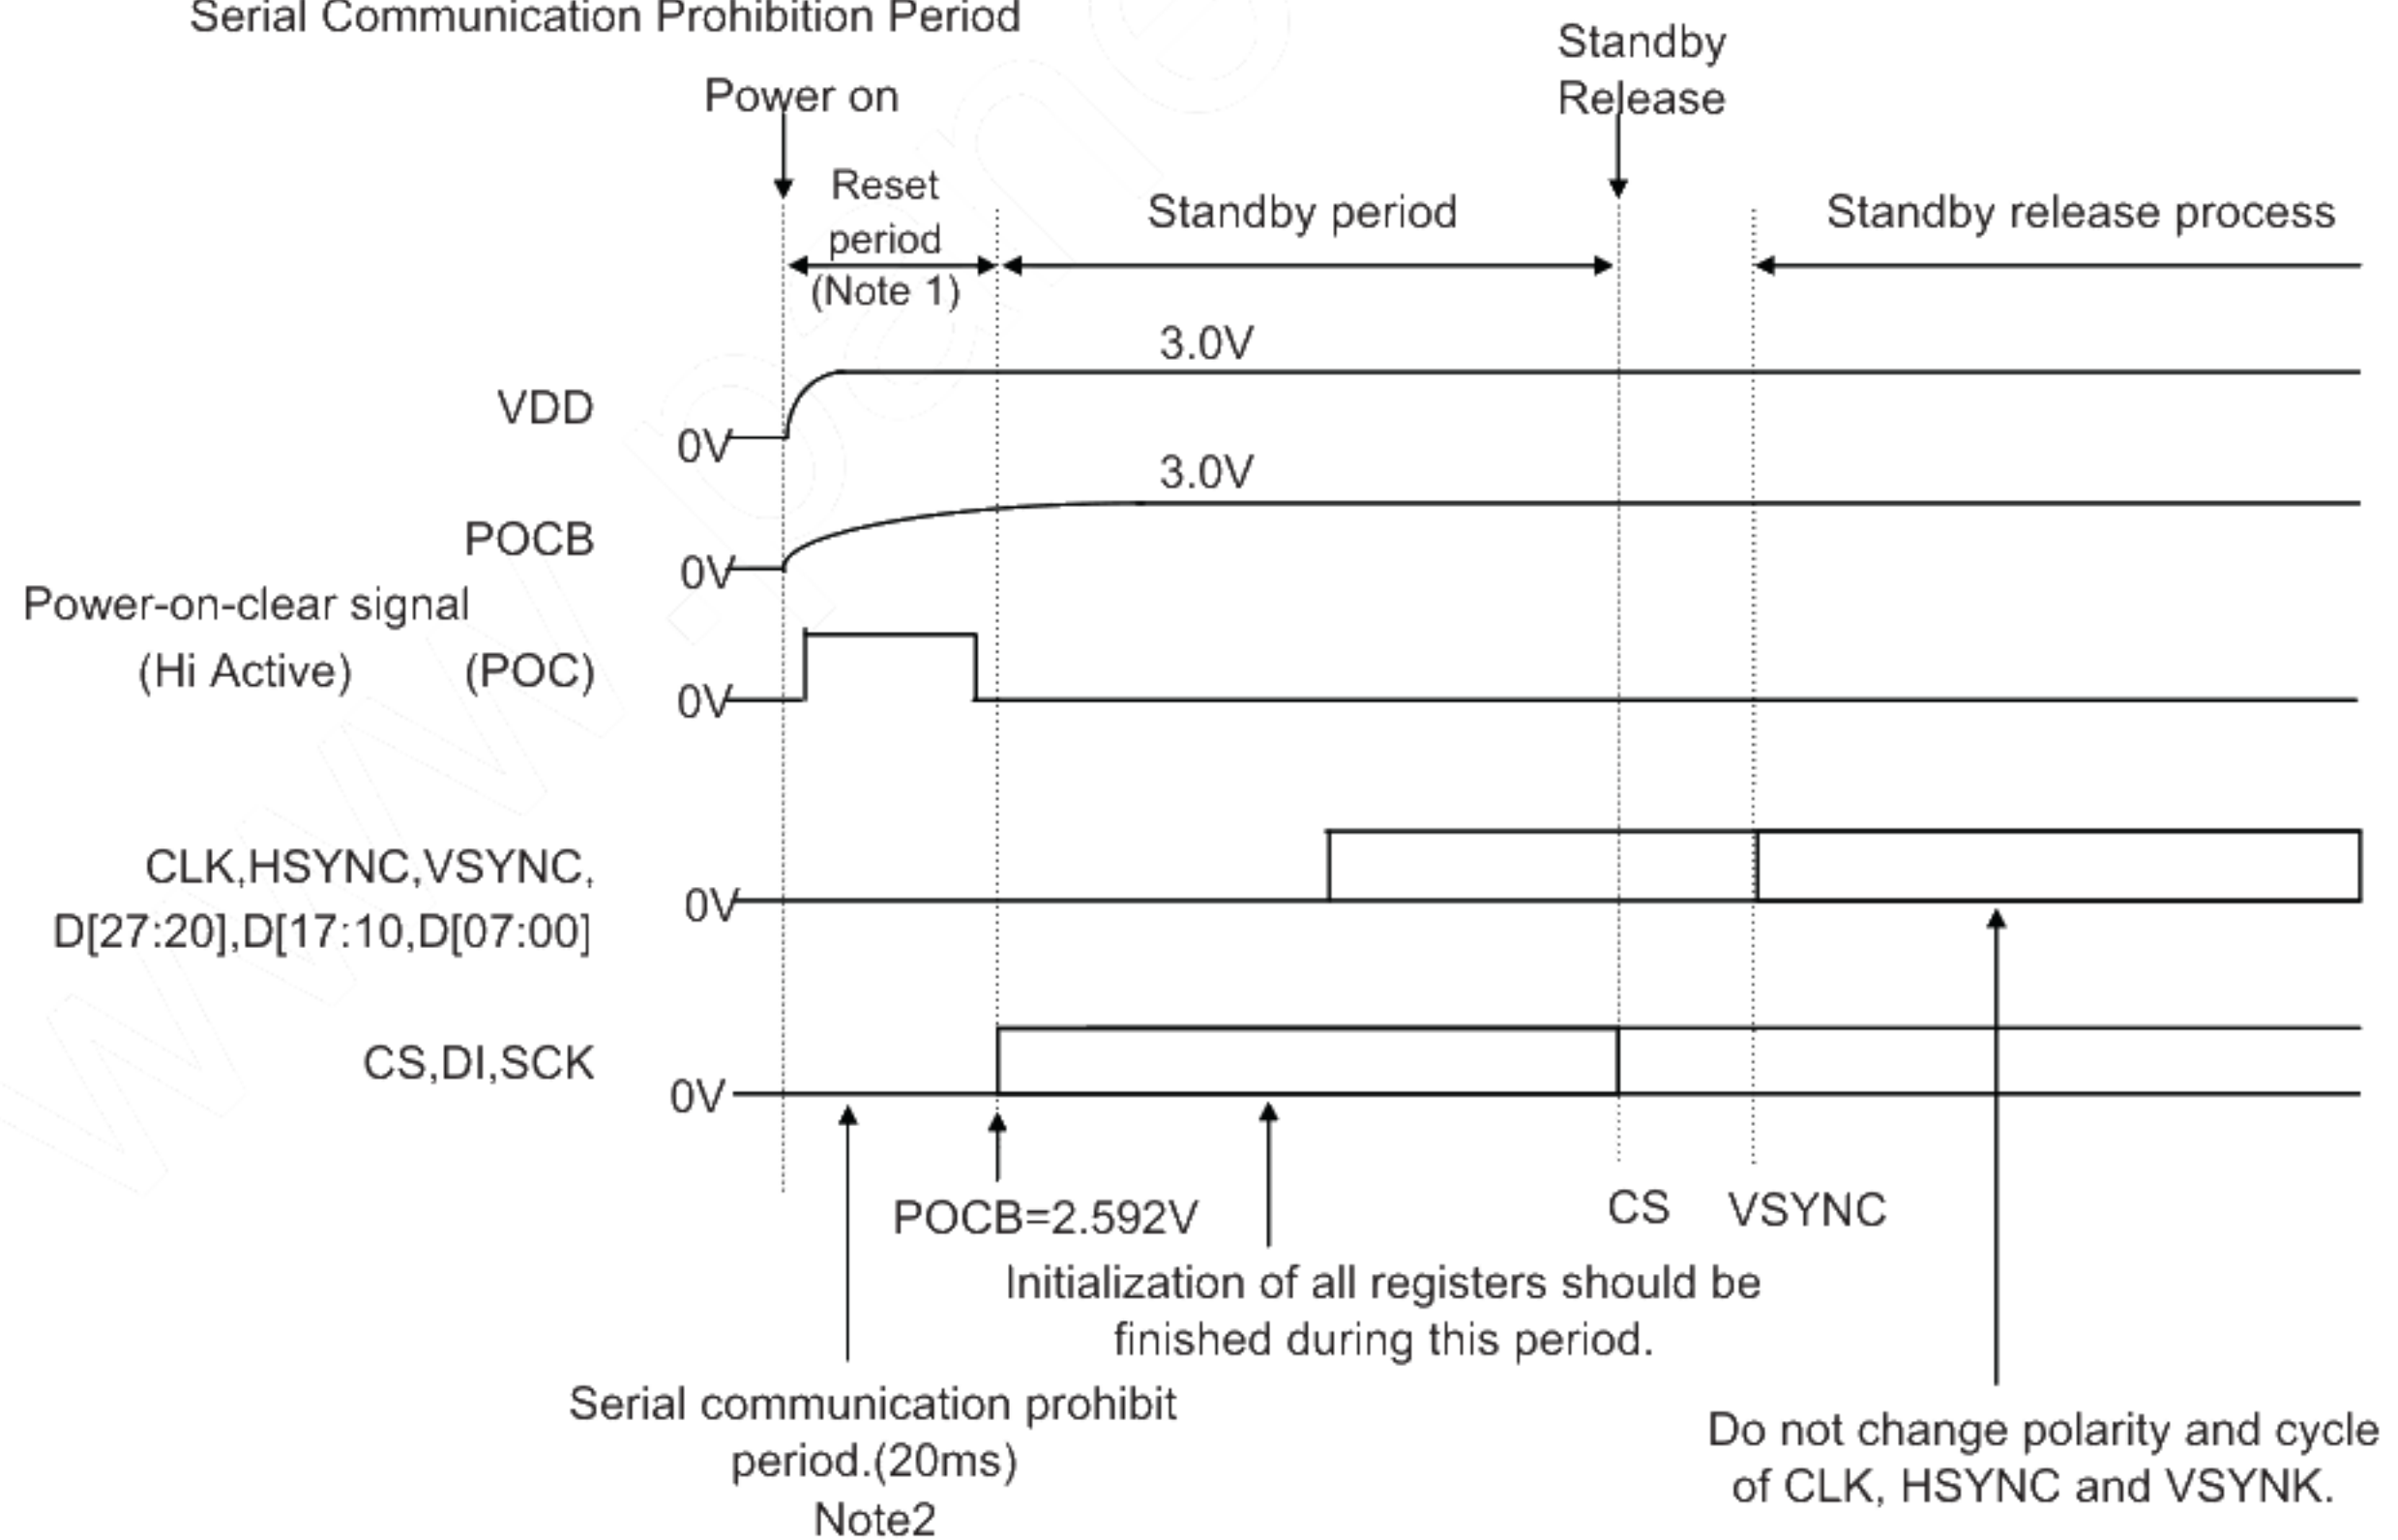 Serial Communication Prohibition Period
Standby
Release
Power on
Reset
period
(Note 1)
Standby period
Standby release process
3.0V
VDD
0V
3.0V
POCB
0V
Power-on-clear signal
(Hi Active) (POC)
0V
CLK,HSYNC,VSYNC,
D[27:20],D[17:10,D[07:00]
0V
CS,DI,SCK
0V
POCB=2.592V
CS VSYNC
Initialization of all registers should be
finished during this period.
Serial communication prohibit
period.(20ms)
Note2
Do not change polarity and cycle
of CLK, HSYNC and VSYNK.